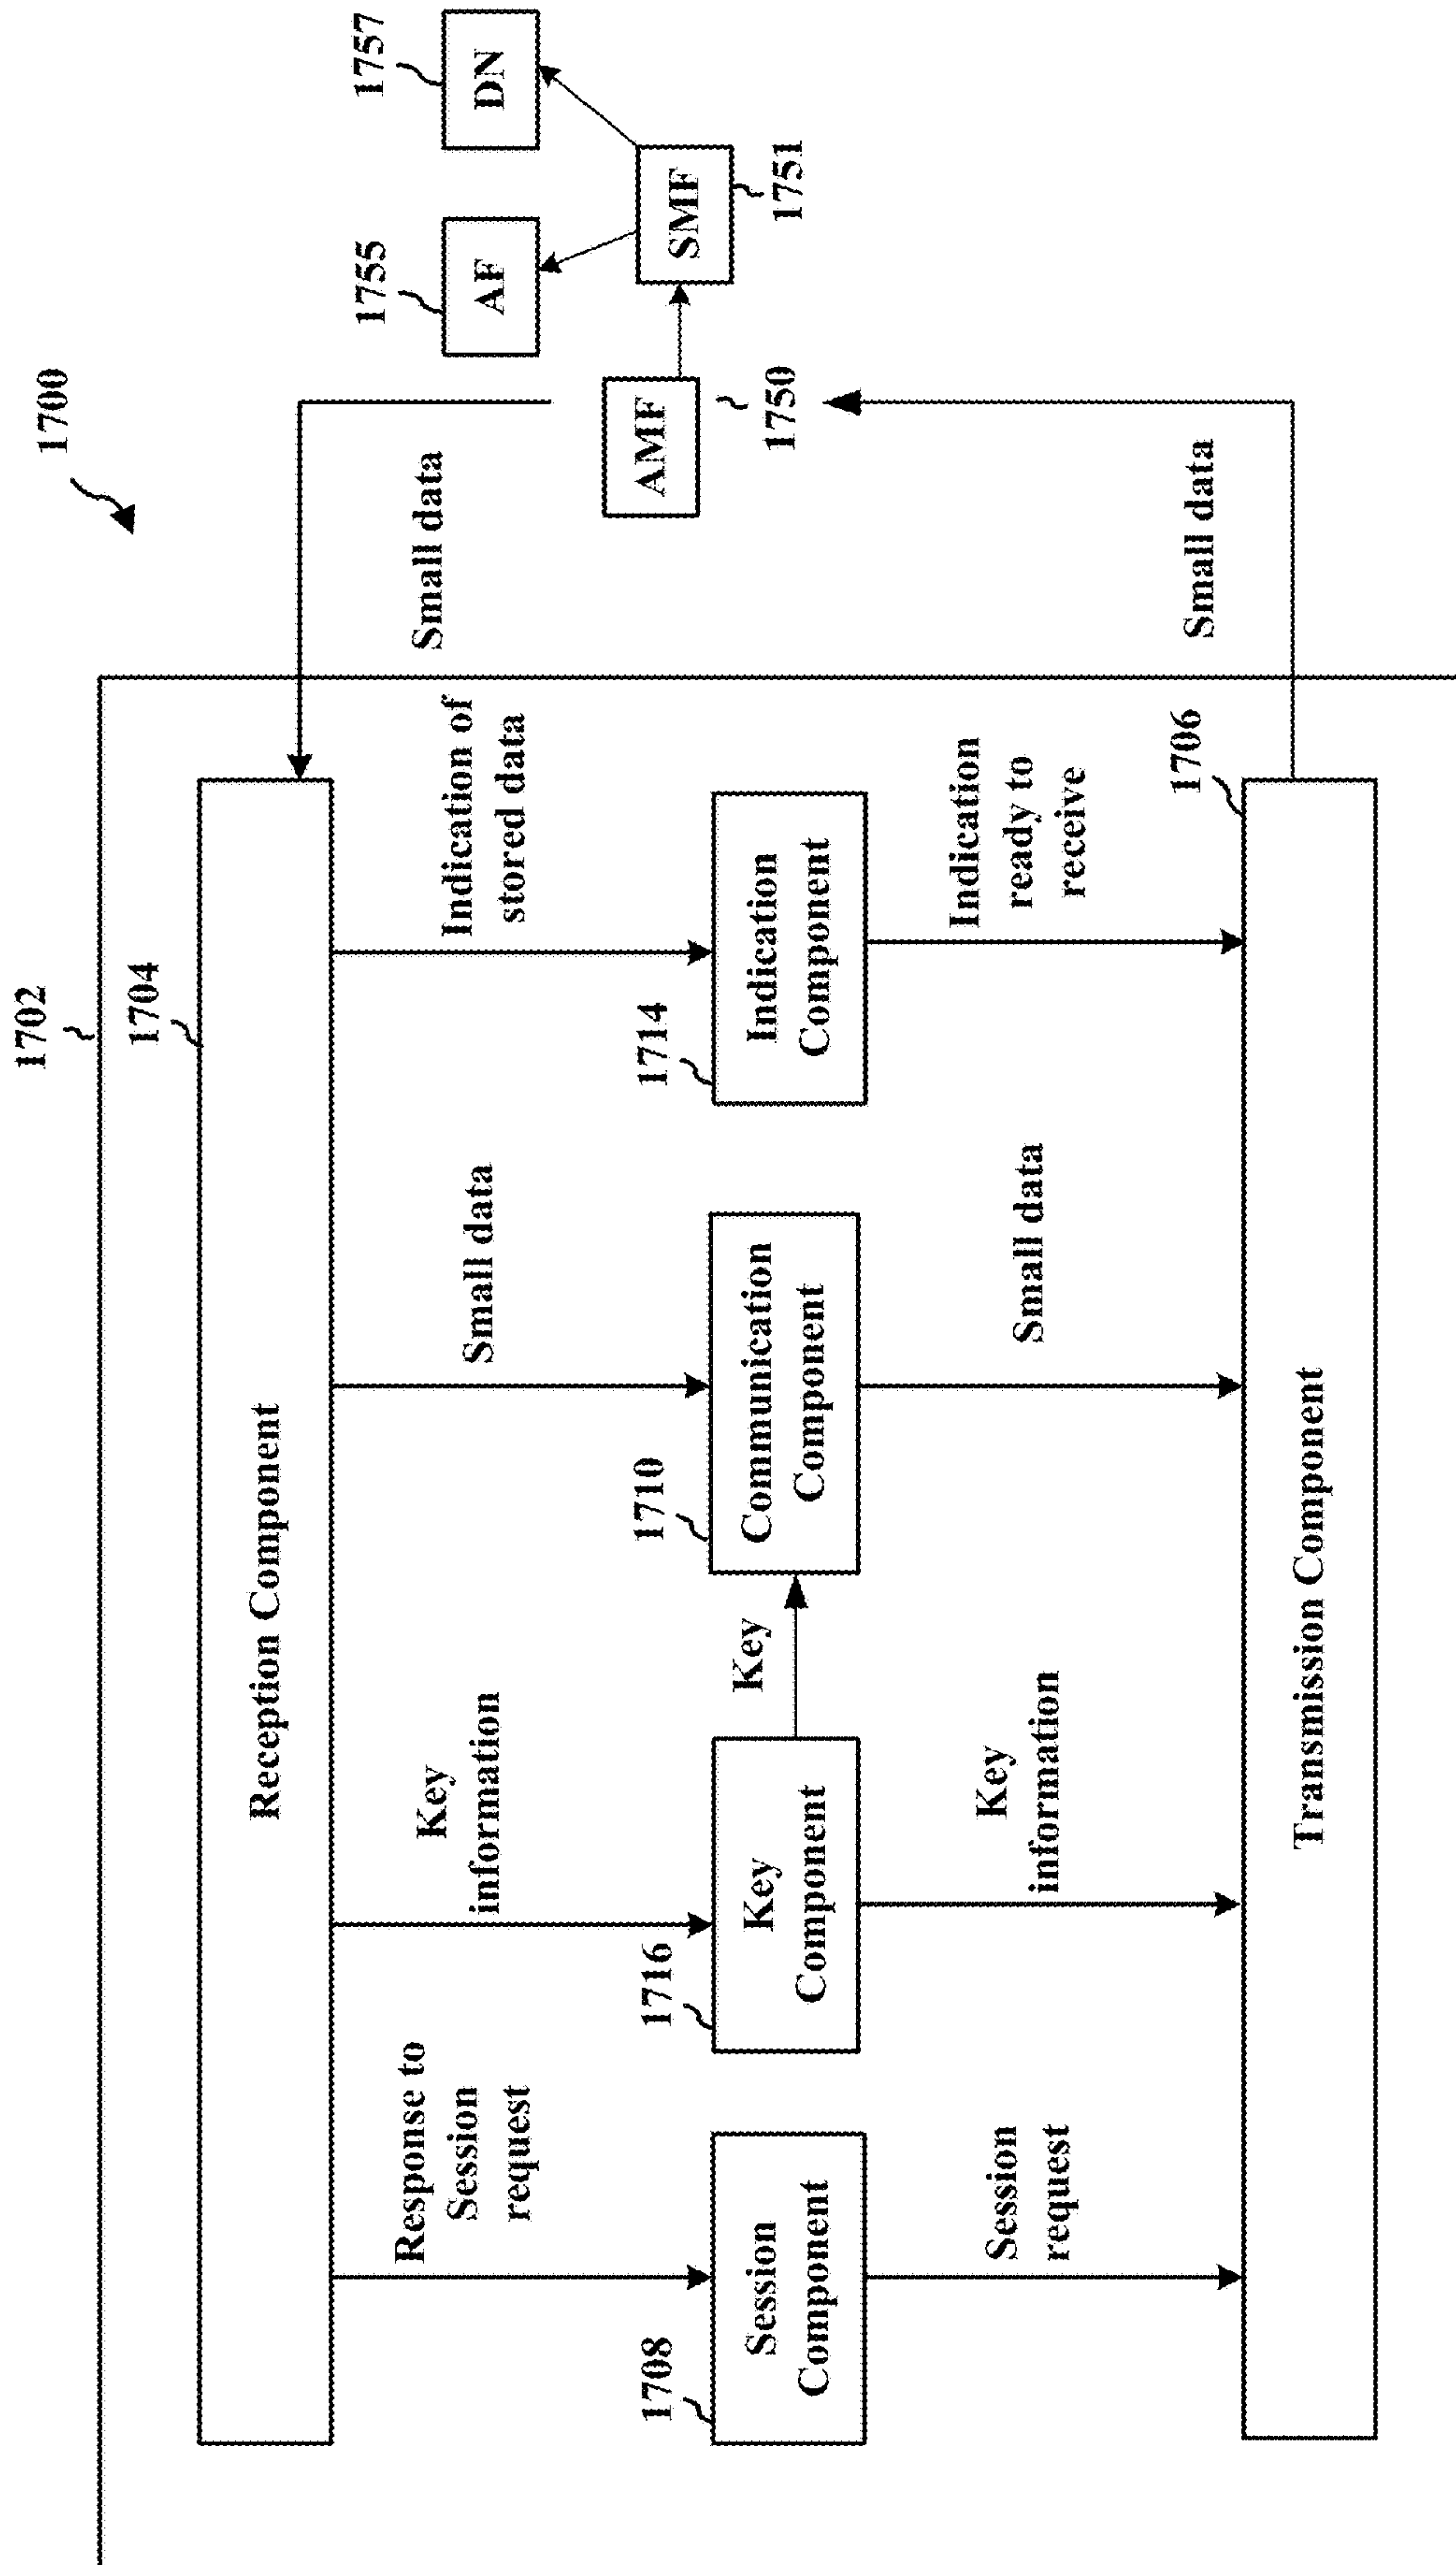 1700
1702
1704
Reception Component
Small data
Response to
Session
request
Key
information
Small data
Indication of
stored data
1708
Session
Component
1716
Key
Component
Key
1710
Communication
Component
1714
Indication
Component
Session
request
Key
information
Small data
Indication
ready to
receive
1706
Transmission Component
Small data
AMF
1750
SMF
1751
1755
AF
1757
DN